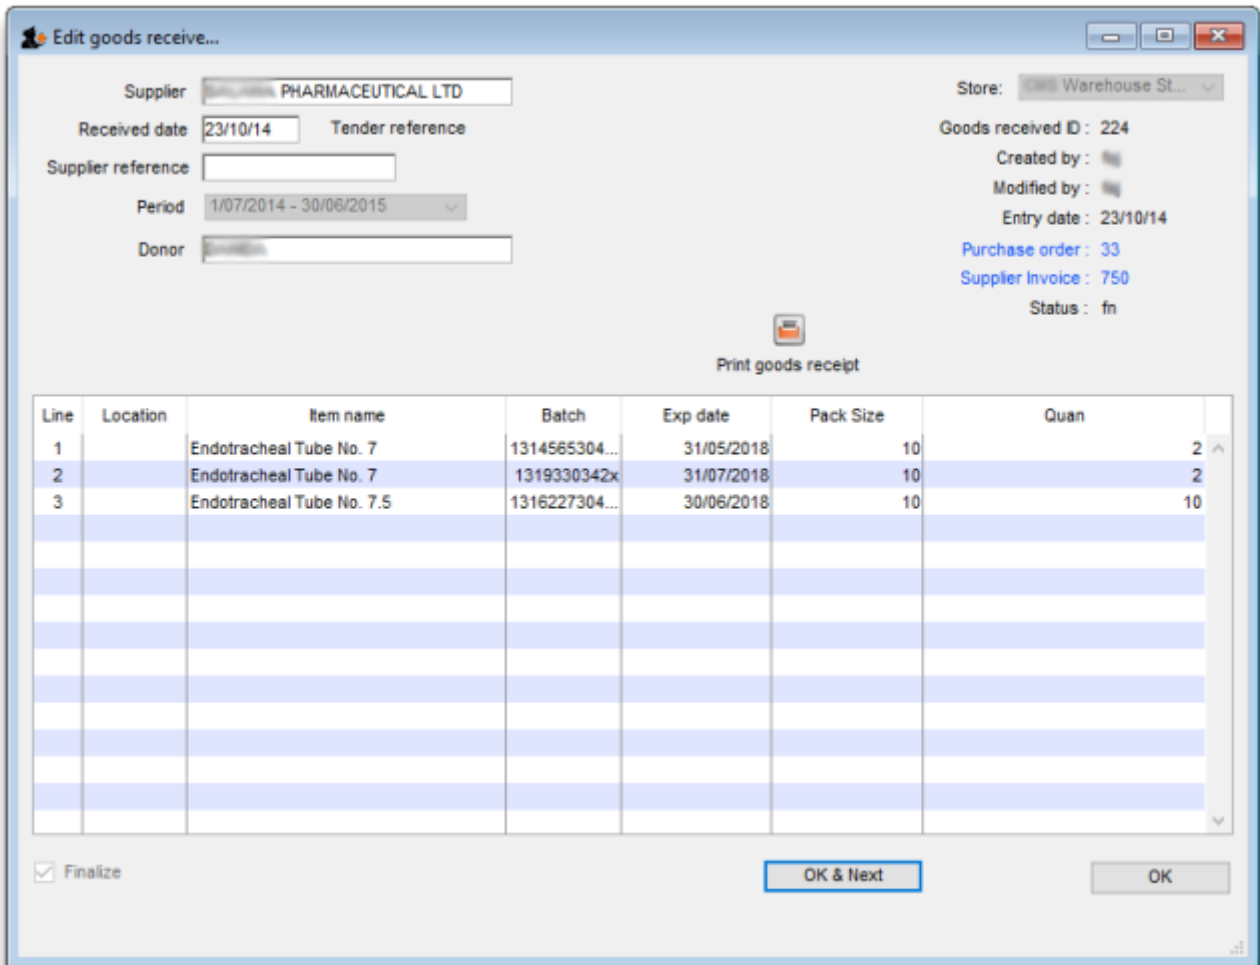 Edit goods receive...
Supplier PHARMACEUTICAL LTD
Store: Warehouse St...
Received date 23/10/14 Tender reference
Goods received ID : 224
Supplier reference
Created by :
Modified by :
Period 1/07/2014 - 30/06/2015
Entry date : 23/10/14
Donor
Purchase order : 33
Supplier Invoice : 750
Status : fn
Print goods receipt
Line Location Item name Batch Exp date Pack Size Quan
1 Endotracheal Tube No. 7 1314565304... 31/05/2018 10 2
2 Endotracheal Tube No. 7 1319330342x 31/07/2018 10 2
3 Endotracheal Tube No. 7.5 1316227304... 30/06/2018 10 10
Finalize
OK & Next
OK